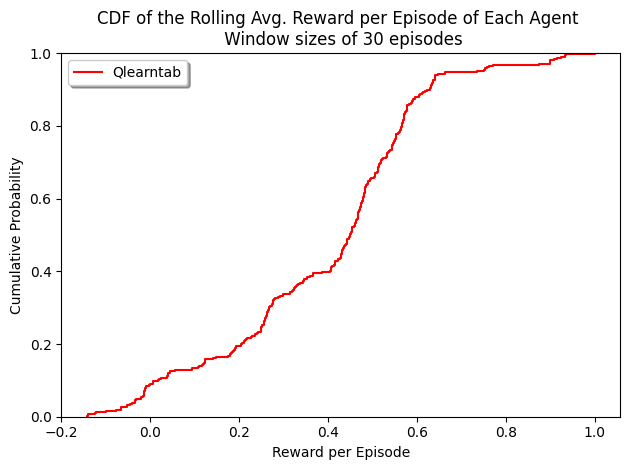 CDF of the Rolling Avg. Reward per Episode of Each Agent
Window sizes of 30 episodes
Qlearntab
1.0
0.8
0.6
0.4
0.2
0.0
Cumulative Probability
−0.2 0.0 0.2 0.4 0.6 0.8 1.0
Reward per Episode